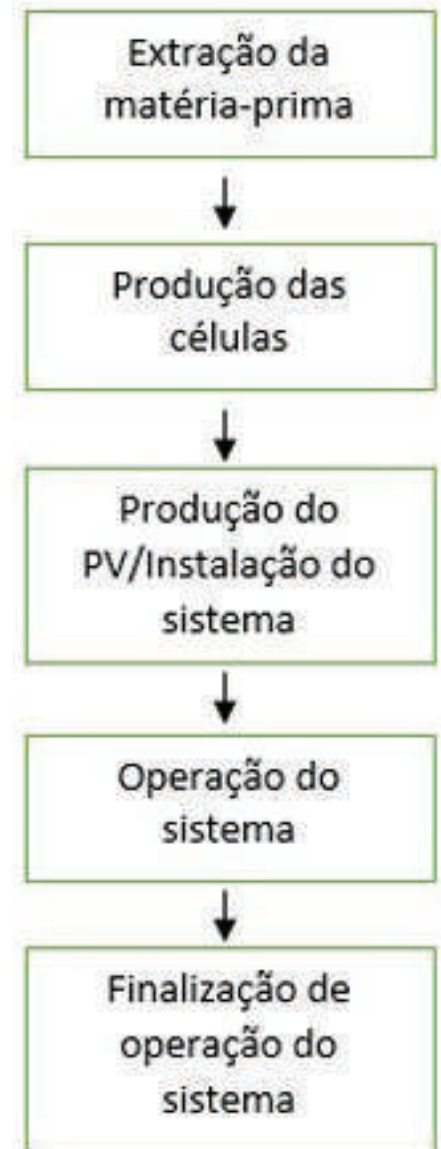 Extração da
matéria-prima
Produção das
células
Produção do
PV/Instalação do
sistema
Operação do
sistema
Finalização de
operação do
sistema